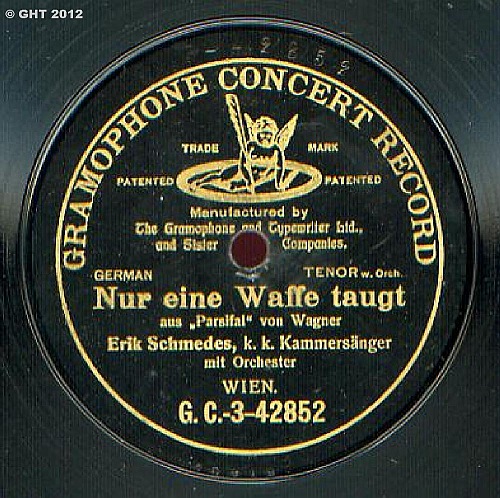 © GHT 2012
GRAMOPHONE CONCERT RECORD
TRADE MARK
PATENTED PATENTED
Manufactured by
The Gramophone and Typewriter Ltd.,
and Sister Companies.
GERMAN TENOR w. Orch.
Nur eine Waffe taugt
aus „Parsifal" von Wagner
Erik Schmedes, k. k. Kammersänger
mit Orchester
WIEN.
G. C.-3-42852